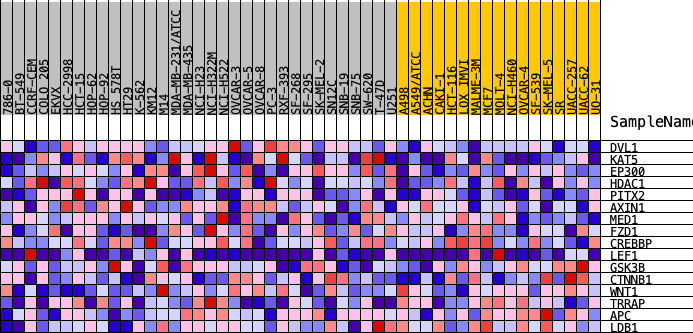 786-0
BT-549
CCRF-CEM
COLO 205
EKVX
HCC-2998
HCT-15
HOP-62
HOP-92
HS 578T
HT29
K-562
KM12
M14
MDA-MB-231/ATCC
MDA-MB-435
NCI-H23
NCI-H322M
NCI-H522
OVCAR-3
OVCAR-5
OVCAR-8
PC-3
RXF-393
SF-268
SF-295
SK-MEL-2
SN12C
SNB-19
SNB-75
SW-620
T-47D
U251
A498
A549/ATCC
ACHN
CAKI-1
HCT-116
LOX IMVI
MALME-3M
MCF7
MOLT-4
NCI-H460
OVCAR-4
SF-539
SK-MEL-5
SR
UACC-257
UACC-62
UO-31
SampleName
DVL1
KAT5
EP300
HDAC1
PITX2
AXIN1
MED1
FZD1
CREBBP
LEF1
GSK3B
CTNNB1
WNT1
TRRAP
APC
LDB1